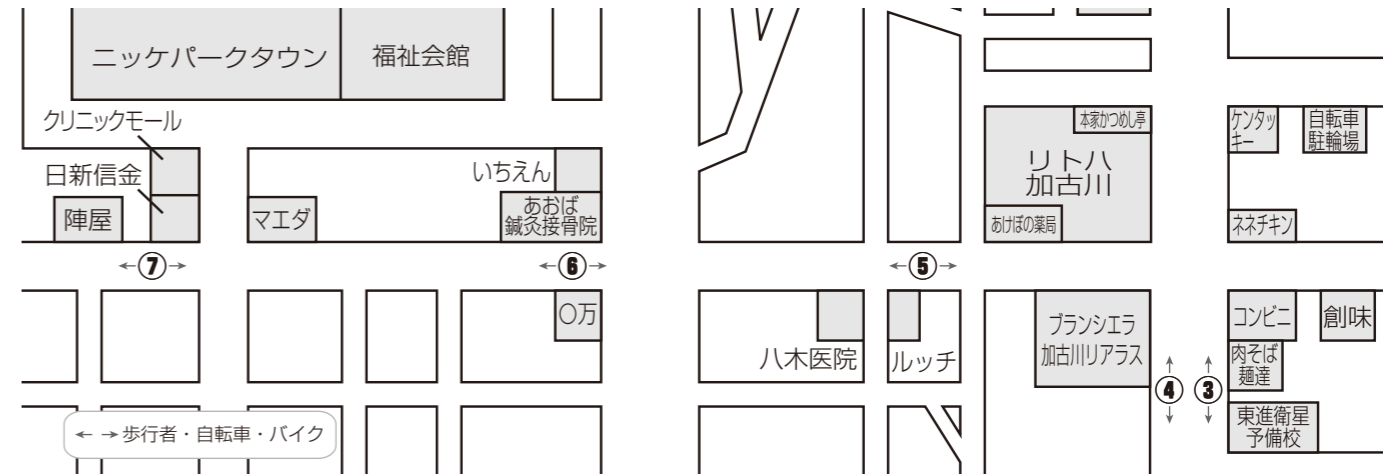 ニッケパークタウン
福祉会館
クリニックモール
日新信金
陣屋
マエダ
いちえん
あおば
鍼灸接骨院
本家かつめし亭
リトハ
加古川
あけぼの薬局
ケンタッ
キー
自転車
駐輪場
ネネチキン
←⑦→
←⑥→
←⑤→
〇万
八木医院
ルッチ
ブランシエラ
加古川リアラス
↑
④
↓
↑
③
↓
コンビニ
創味
肉そば
麺達
東進衛星
予備校
← →歩行者・自転車・バイク